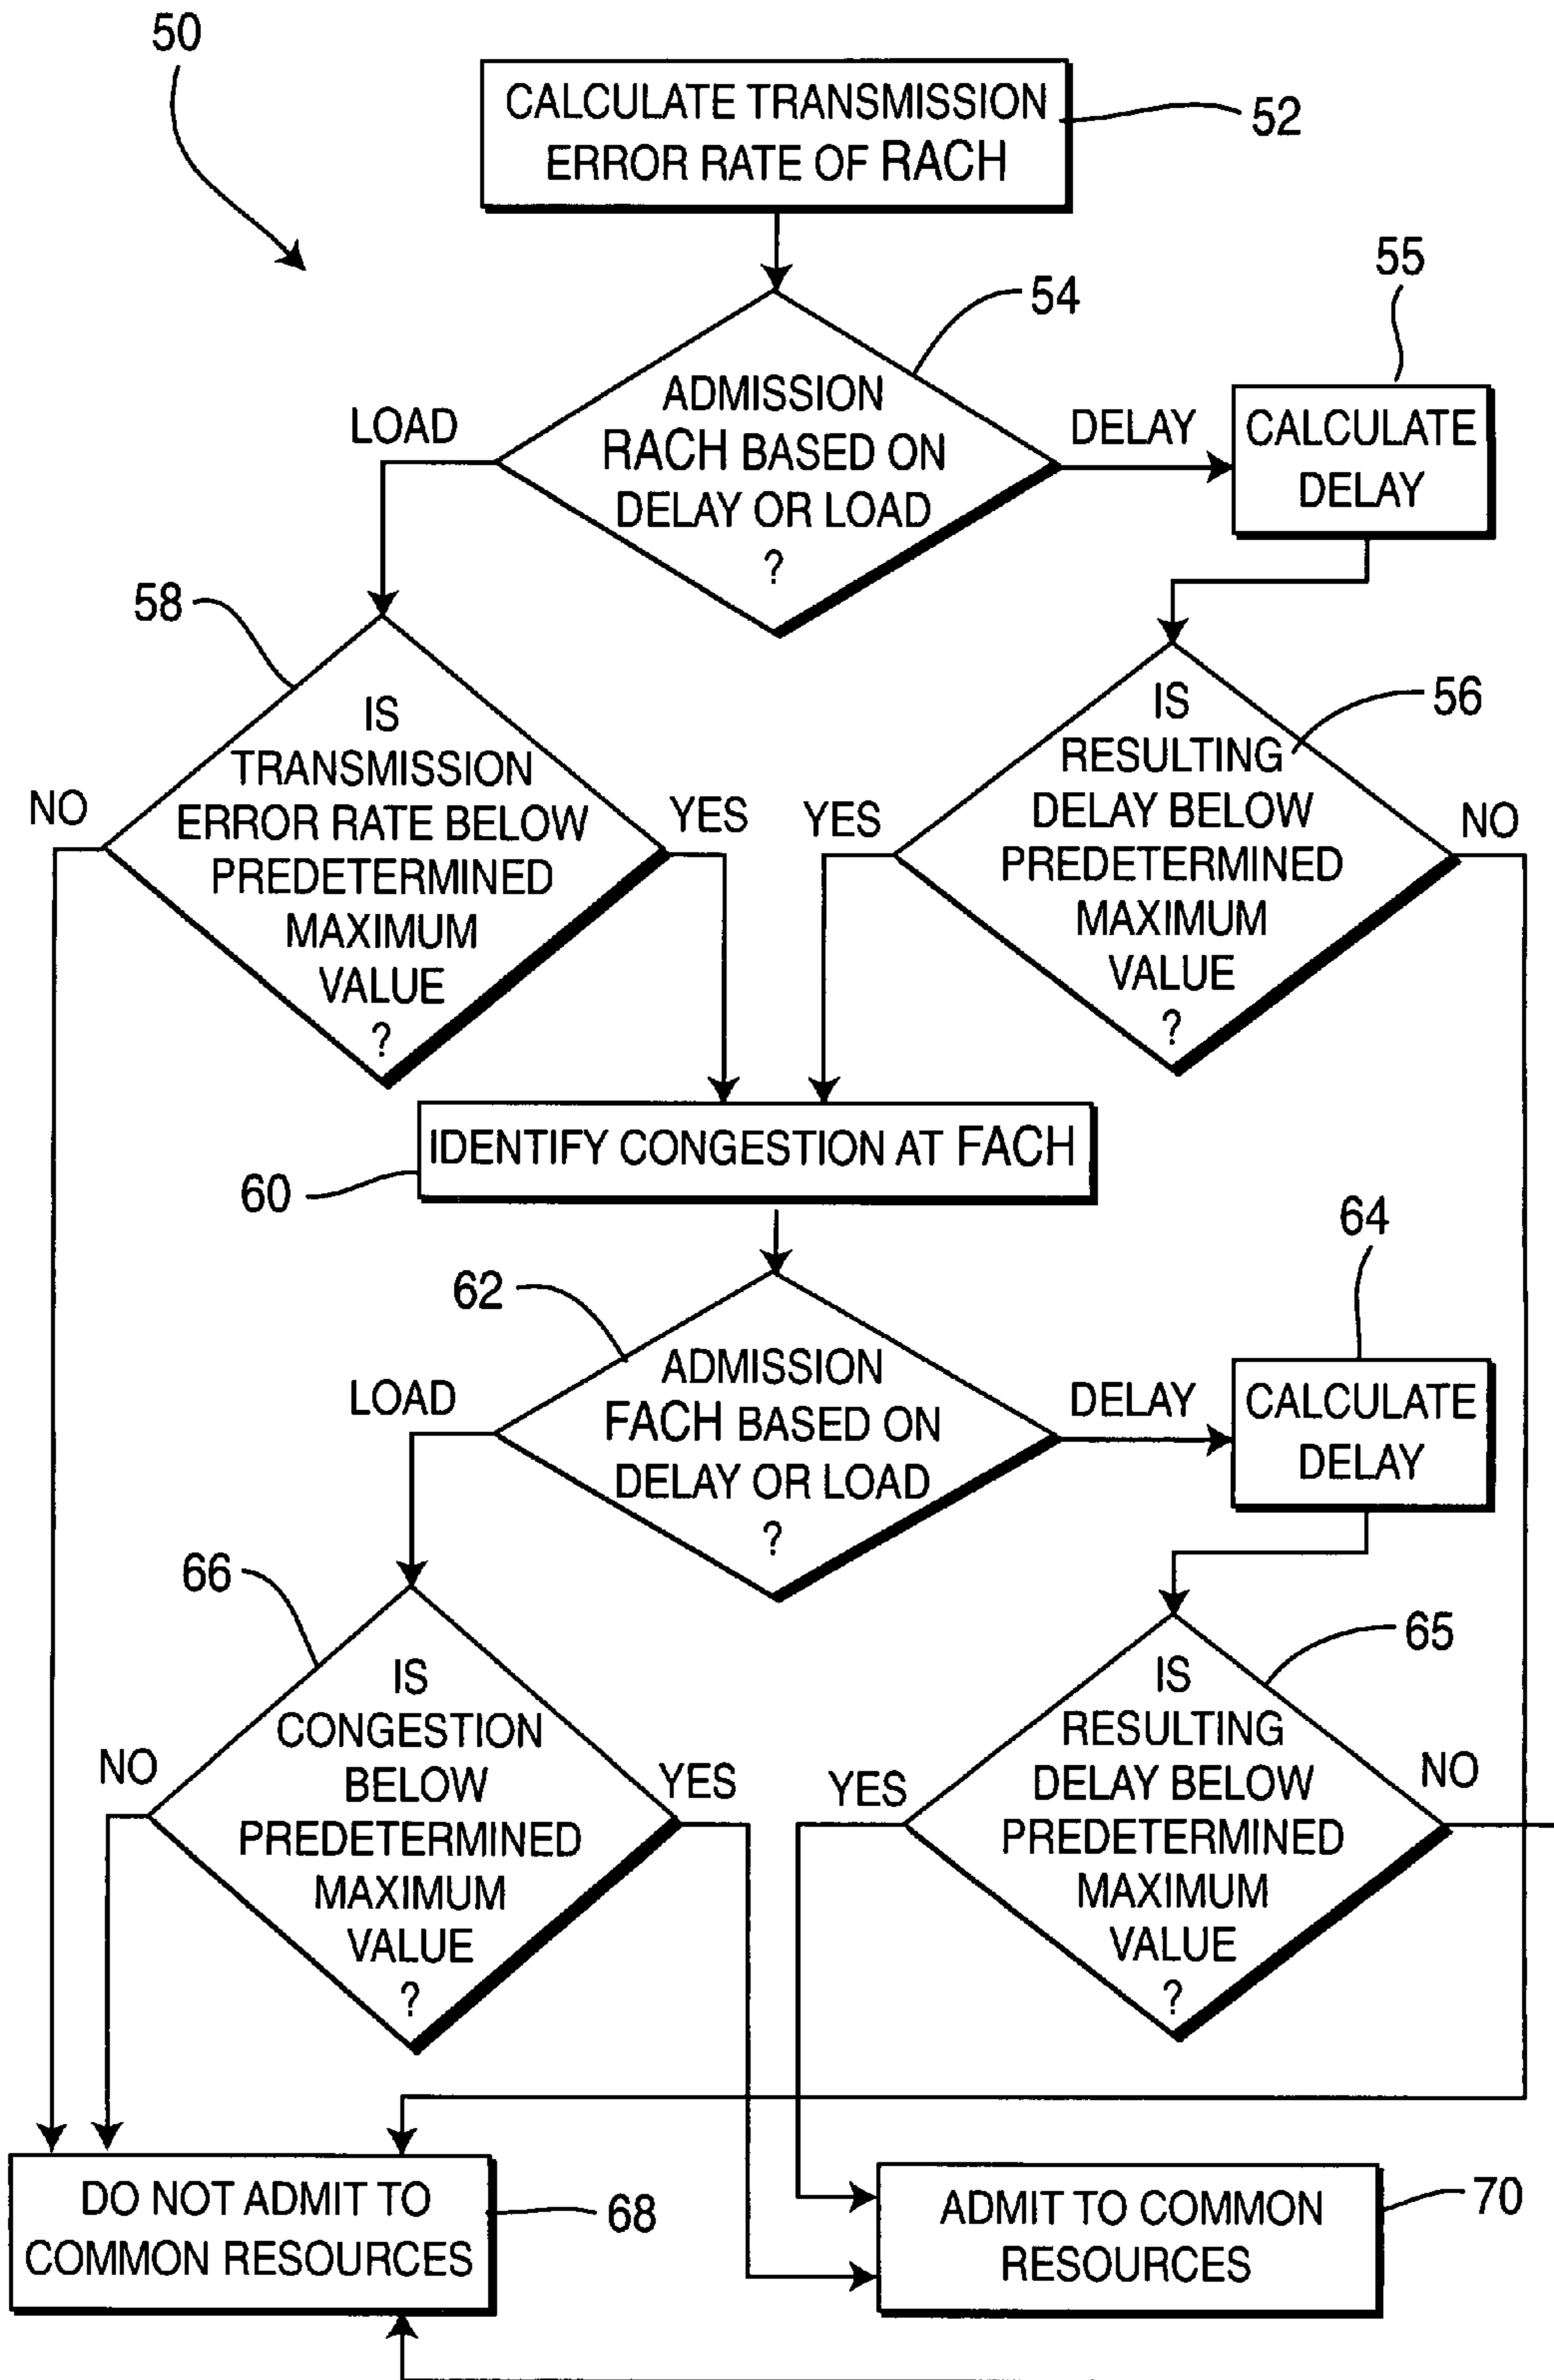 50
CALCULATE TRANSMISSION
ERROR RATE OF RACH
52
54
55
ADMISSION
RACH BASED ON
DELAY OR LOAD
?
LOAD
DELAY
CALCULATE
DELAY
58
IS
TRANSMISSION
ERROR RATE BELOW
PREDETERMINED
MAXIMUM
VALUE
?
NO
YES
56
IS
RESULTING
DELAY BELOW
PREDETERMINED
MAXIMUM
VALUE
?
YES
NO
IDENTIFY CONGESTION AT FACH
60
62
ADMISSION
FACH BASED ON
DELAY OR LOAD
?
LOAD
DELAY
64
CALCULATE
DELAY
66
IS
CONGESTION
BELOW
PREDETERMINED
MAXIMUM
VALUE
?
NO
YES
65
IS
RESULTING
DELAY BELOW
PREDETERMINED
MAXIMUM
VALUE
?
YES
NO
DO NOT ADMIT TO
COMMON RESOURCES
68
ADMIT TO COMMON
RESOURCES
70